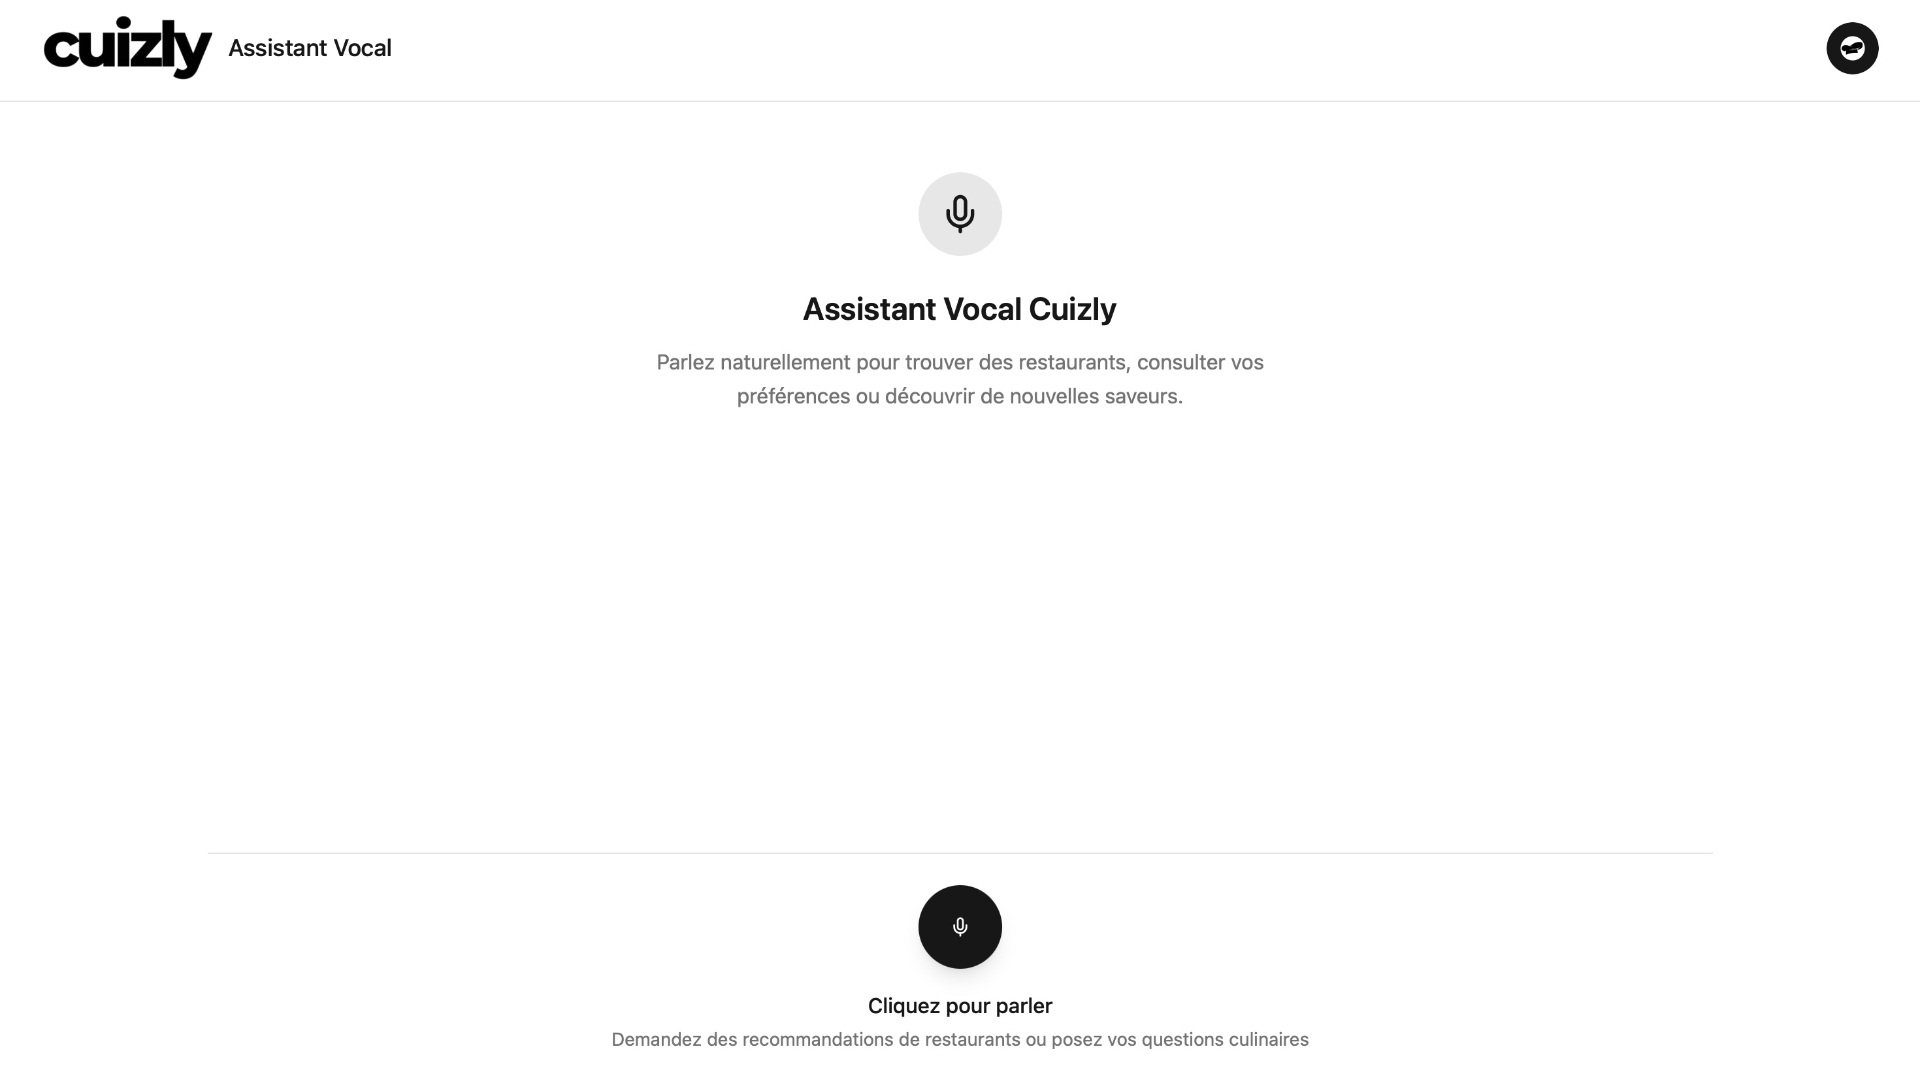 cuizly Assistant Vocal
Assistant Vocal Cuizly
Parlez naturellement pour trouver des restaurants, consulter vos
préférences ou découvrir de nouvelles saveurs.
Cliquez pour parler
Demandez des recommandations de restaurants ou posez vos questions culinaires